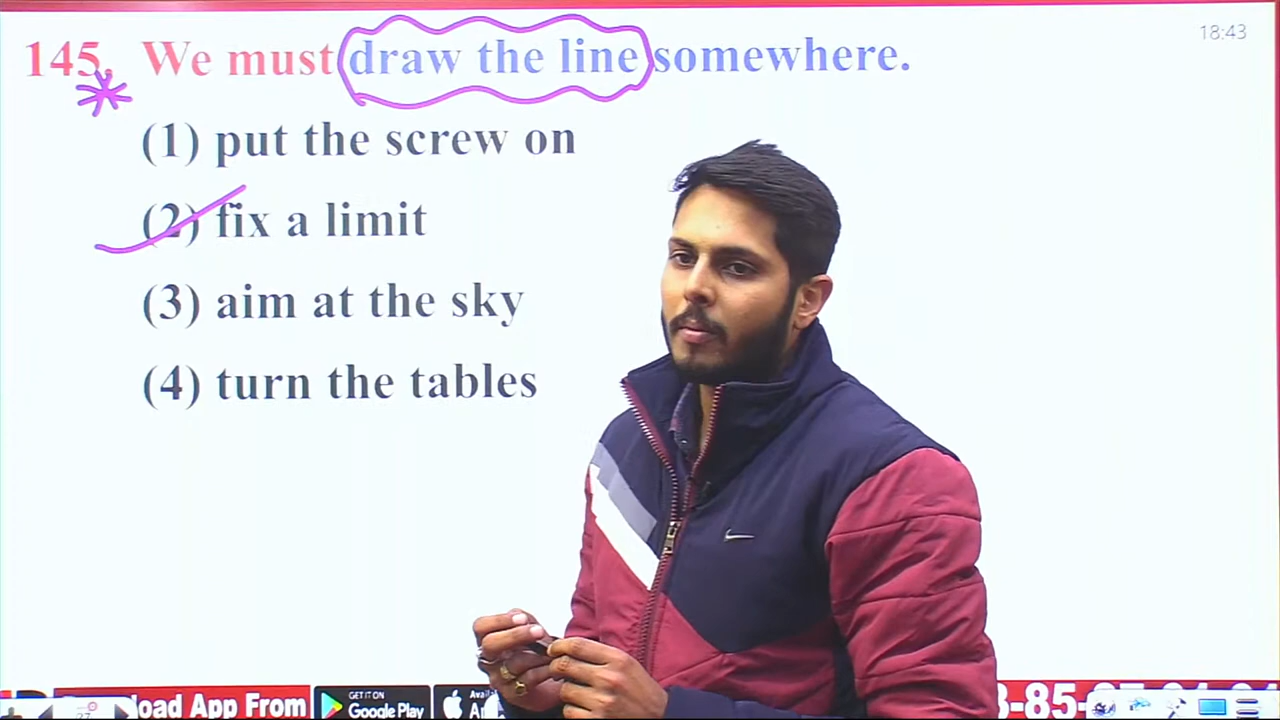 145. We must draw the line somewhere.
18:43
(1) put the screw on
(2) fix a limit
(3) aim at the sky
(4) turn the tables
load App From
GET IT ON
Google Play